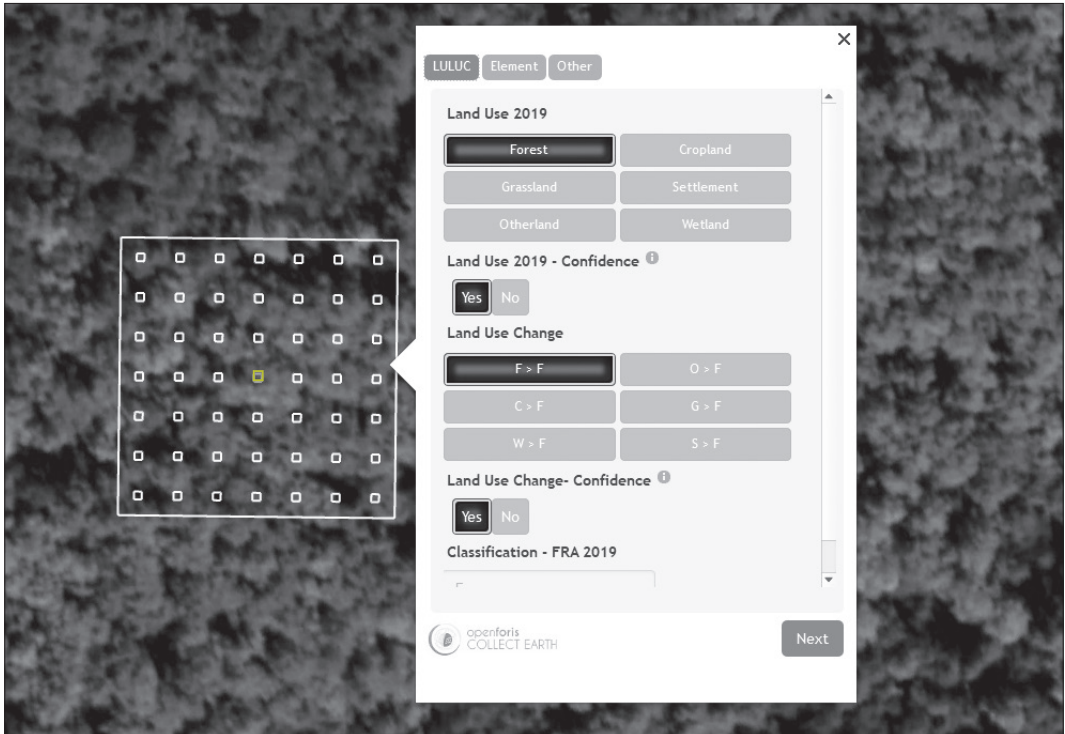 LULUC Element Other
Land Use 2019
Forest Cropland
Grassland Settlement
Otherland Wetland
Land Use 2019 - Confidence
Yes No
Land Use Change
F > F O > F
C > F G > F
W > F S > F
Land Use Change- Confidence
Yes No
Classification - FRA 2019
openforis
COLLECT EARTH
Next